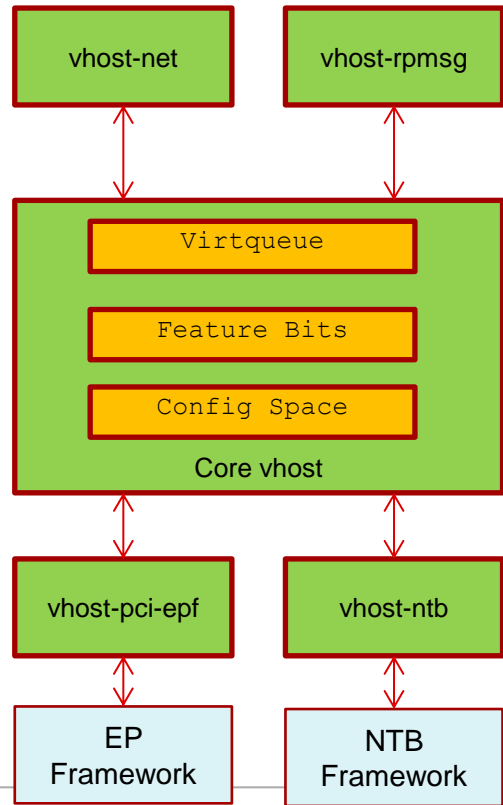 vhost-net
vhost-rpmsg
Virtqueue
Feature Bits
Config Space
Core vhost
vhost-pci-epf
vhost-ntb
EP
Framework
NTB
Framework